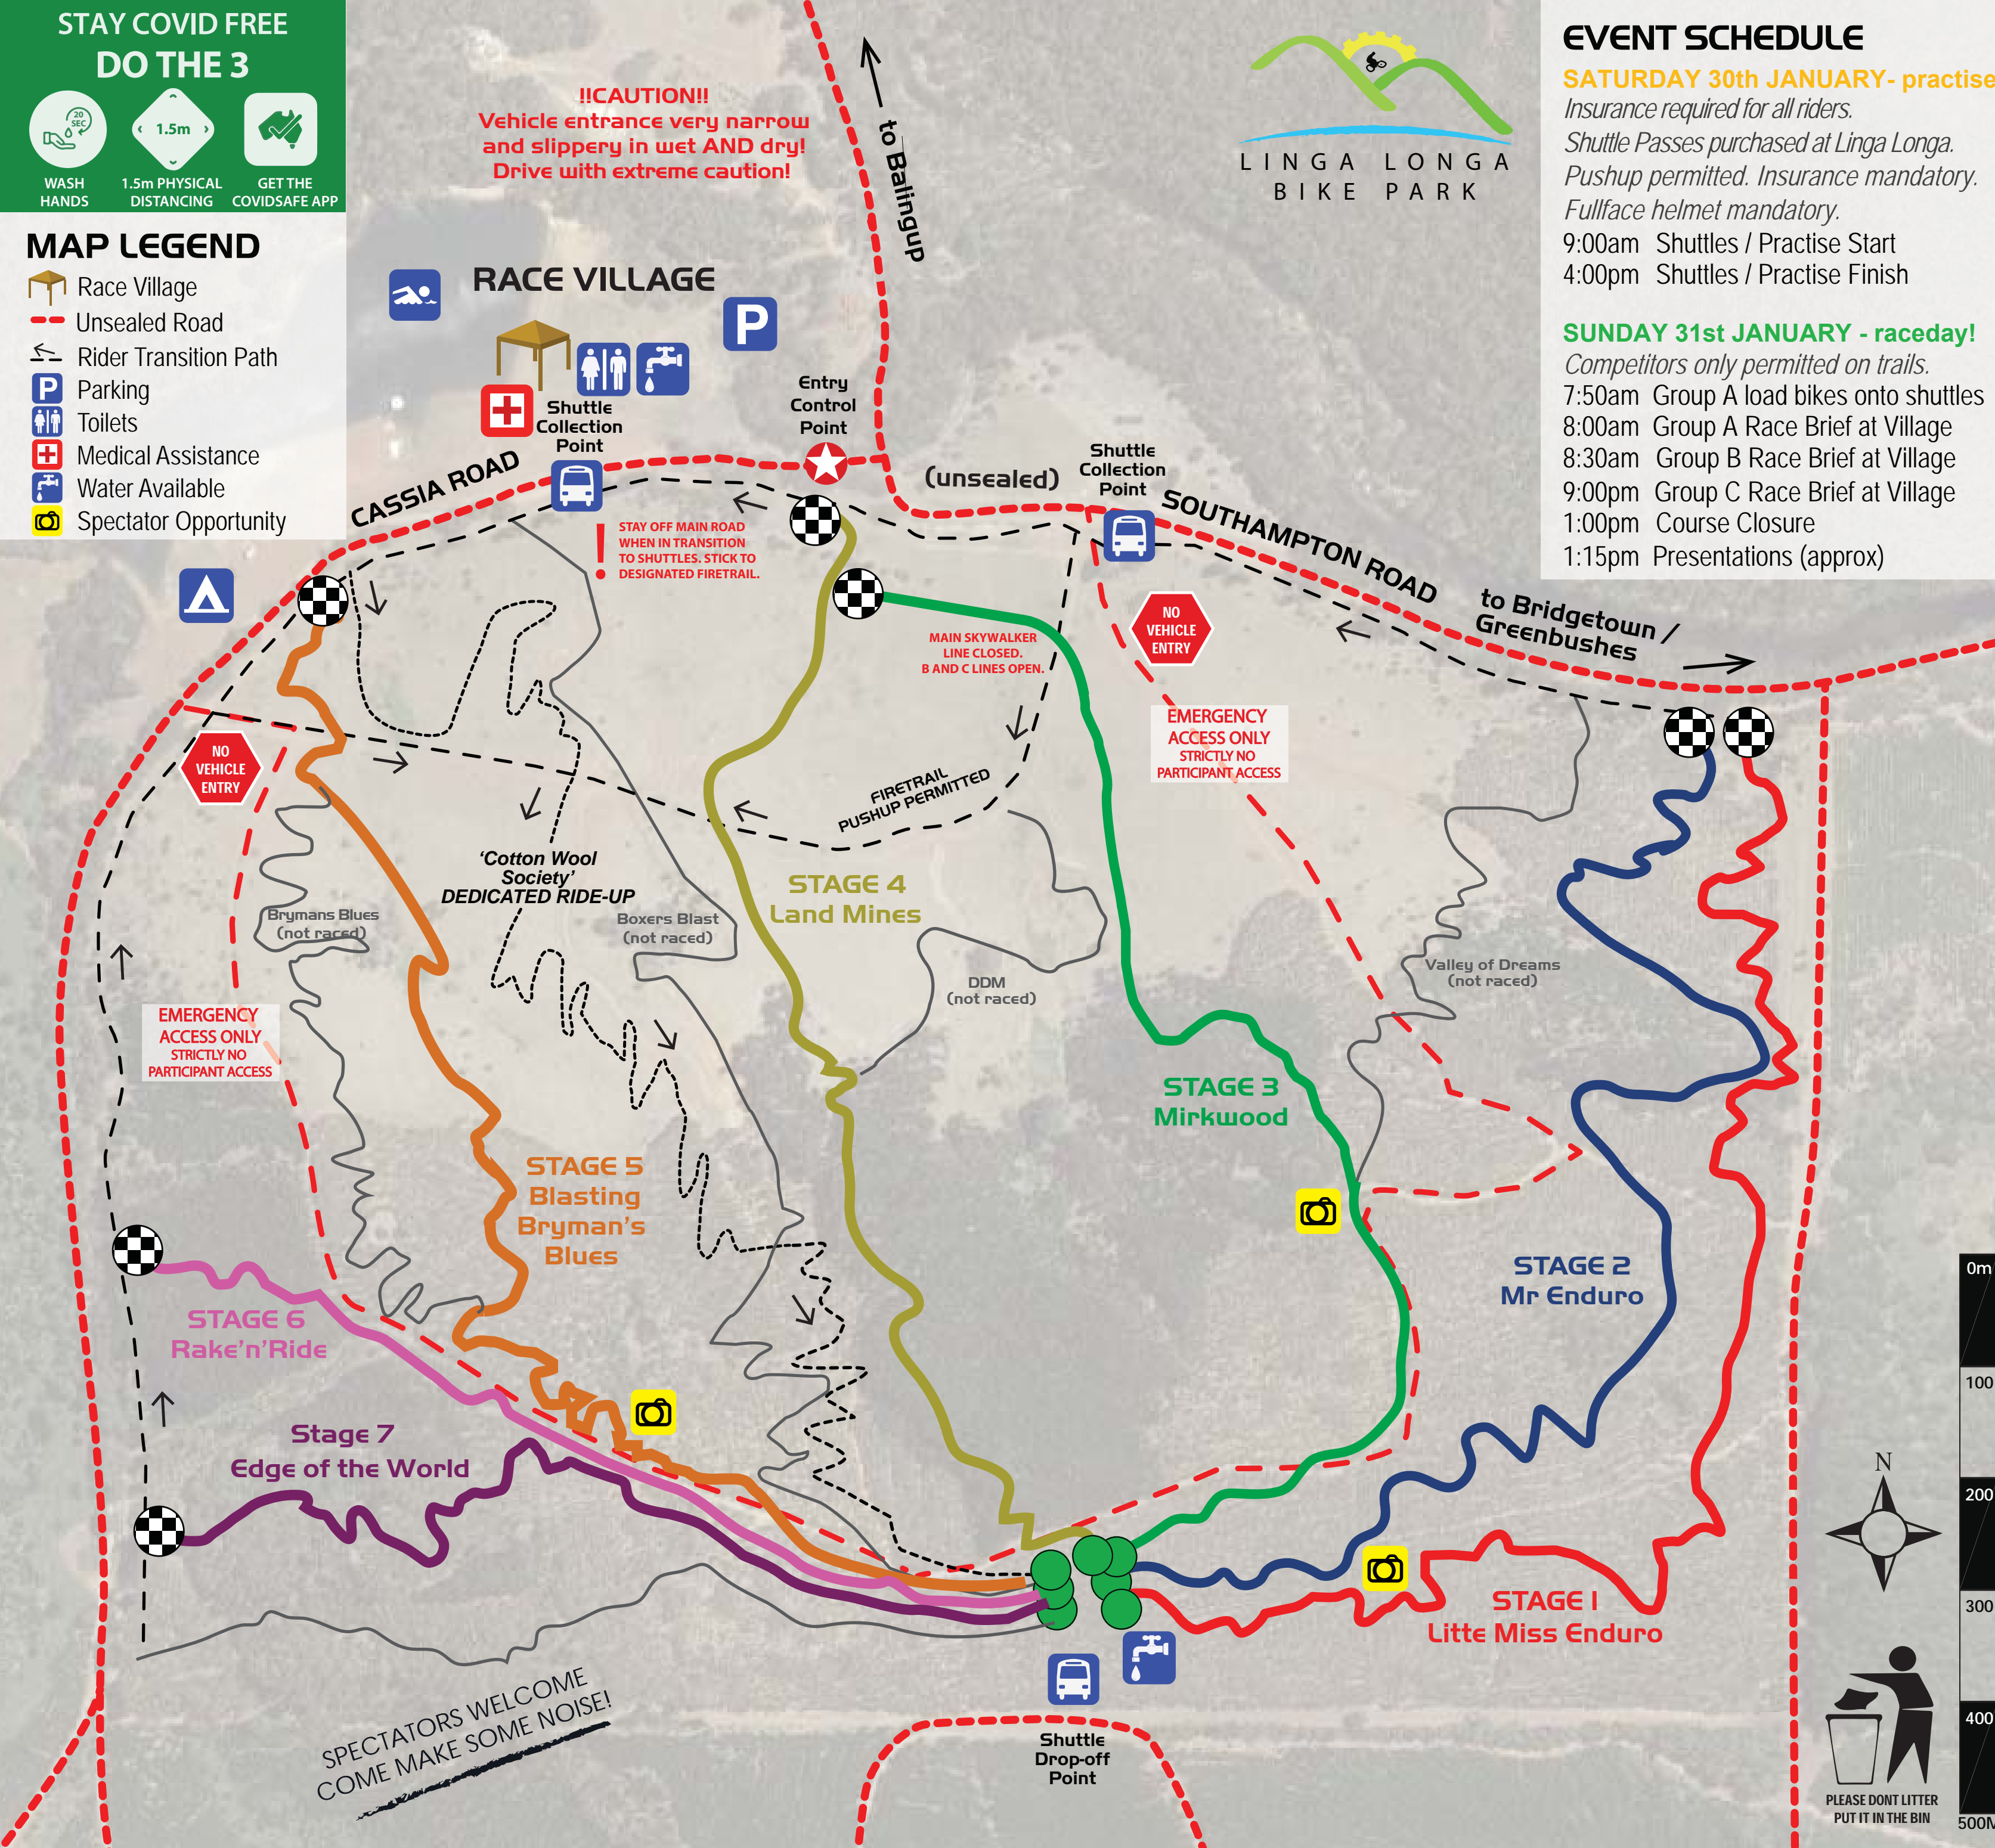 STAY COVID FREE
DO THE 3
20
SEC
1.5m
WASH
HANDS
1.5m PHYSICAL
DISTANCING
GET THE
COVIDSAFE APP
MAP LEGEND
Race Village
Unsealed Road
Rider Transition Path
P
Parking
Toilets
Medical Assistance
Water Available
Spectator Opportunity
!!CAUTION!!
Vehicle entrance very narrow
and slippery in wet AND dry!
Drive with extreme caution!
to Balingup
LINGA LONGA
BIKE PARK
EVENT SCHEDULE
SATURDAY 30th JANUARY- practise
Insurance required for all riders.
Shuttle Passes purchased at Linga Longa.
Pushup permitted. Insurance mandatory.
Fullface helmet mandatory.
9:00am Shuttles / Practise Start
4:00pm Shuttles / Practise Finish
SUNDAY 31st JANUARY - raceday!
Competitors only permitted on trails.
7:50am Group A load bikes onto shuttles
8:00am Group A Race Brief at Village
8:30am Group B Race Brief at Village
9:00pm Group C Race Brief at Village
1:00pm Course Closure
1:15pm Presentations (approx)
RACE VILLAGE
P
Shuttle
Collection
Point
Entry
Control
Point
CASSIA ROAD
(unsealed)
Shuttle
Collection
Point
SOUTHAMPTON ROAD
to Bridgetown /
Greenbushes
!
STAY OFF MAIN ROAD
WHEN IN TRANSITION
TO SHUTTLES. STICK TO
DESIGNATED FIRETRAIL.
MAIN SKYWALKER
LINE CLOSED.
B AND C LINES OPEN.
NO
VEHICLE
ENTRY
EMERGENCY
ACCESS ONLY
STRICTLY NO
PARTICIPANT ACCESS
NO
VEHICLE
ENTRY
FIRETRAIL
PUSHUP PERMITTED
'Cotton Wool
Society'
DEDICATED RIDE-UP
STAGE 4
Land Mines
Brymans Blues
(not raced)
Boxers Blast
(not raced)
DDM
(not raced)
Valley of Dreams
(not raced)
EMERGENCY
ACCESS ONLY
STRICTLY NO
PARTICIPANT ACCESS
STAGE 3
Mirkwood
STAGE 5
Blasting
Bryman's
Blues
STAGE 2
Mr Enduro
STAGE 6
Rake'n'Ride
Stage 7
Edge of the World
STAGE 1
Litte Miss Enduro
0m
100
200
300
400
500M
N
SPECTATORS WELCOME
COME MAKE SOME NOISE!
Shuttle
Drop-off
Point
PLEASE DONT LITTER
PUT IT IN THE BIN